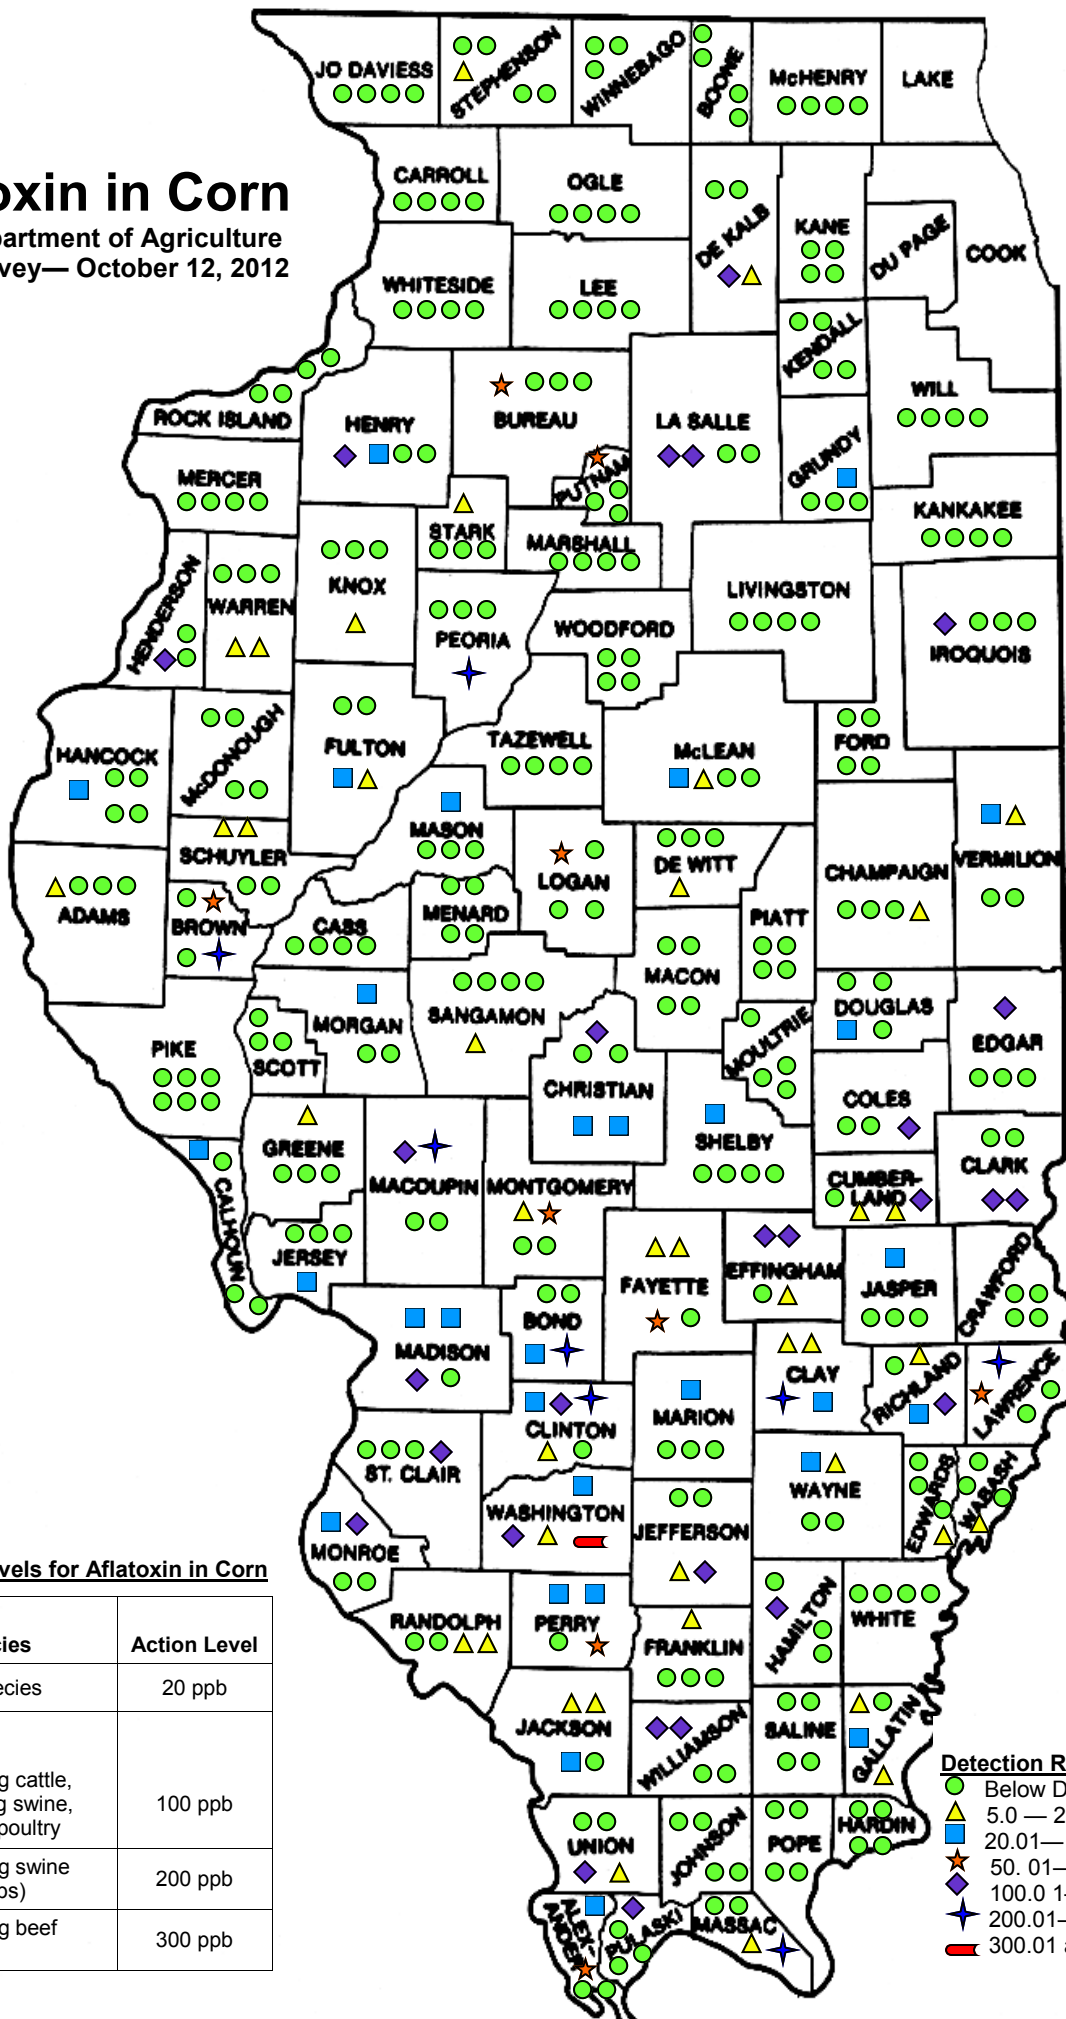 oxin in Corn
partment of Agriculture
rvey— October 12, 2012
JO DAVIESS
STEPHENSON
WINNEBAGO
BOONE
McHENRY
LAKE
CARROLL
OGLE
DE KALB
KANE
DU PAGE
COOK
WHITESIDE
LEE
KENDALL
ROCK ISLAND
HENRY
BUREAU
LA SALLE
WILL
PUTNAM
GRUNDY
MERCER
STARK
MARSHALL
KANKAKEE
HENDERSON
WARREN
KNOX
PEORIA
WOODFORD
LIVINGSTON
IROQUOIS
HANCOCK
McDONOUGH
FULTON
TAZEWELL
McLEAN
FORD
MASON
SCHUYLER
LOGAN
DE WITT
CHAMPAIGN
VERMILION
ADAMS
BROWN
CASS
MENARD
PIATT
MACON
MORGAN
SANGAMON
DOUGLAS
PIKE
SCOTT
CHRISTIAN
MOULTRIE
EDGAR
COLES
GREENE
SHELBY
CALHOUN
MACOUPIN
MONTGOMERY
CUMBER-
LAND
CLARK
JERSEY
FAYETTE
EFFINGHAM
JASPER
CRAWFORD
MADISON
BOND
CLAY
RICHLAND
LAWRENCE
CLINTON
MARION
ST. CLAIR
WAYNE
EDWARDS
WABASH
WASHINGTON
JEFFERSON
MONROE
RANDOLPH
PERRY
FRANKLIN
HAMILTON
WHITE
JACKSON
WILLIAMSON
SALINE
GALLATIN
UNION
JOHNSON
POPE
HARDIN
ALEX-
ANDER
PULASKI
MASSAC
vels for Aflatoxin in Corn
cies
Action Level
ecies
20 ppb
g cattle,
g swine,
poultry
100 ppb
g swine
os)
200 ppb
g beef
300 ppb
Detection R
Below D
5.0 — 2
20.01—
50. 01—
100.0 1-
200.01—
300.01 a